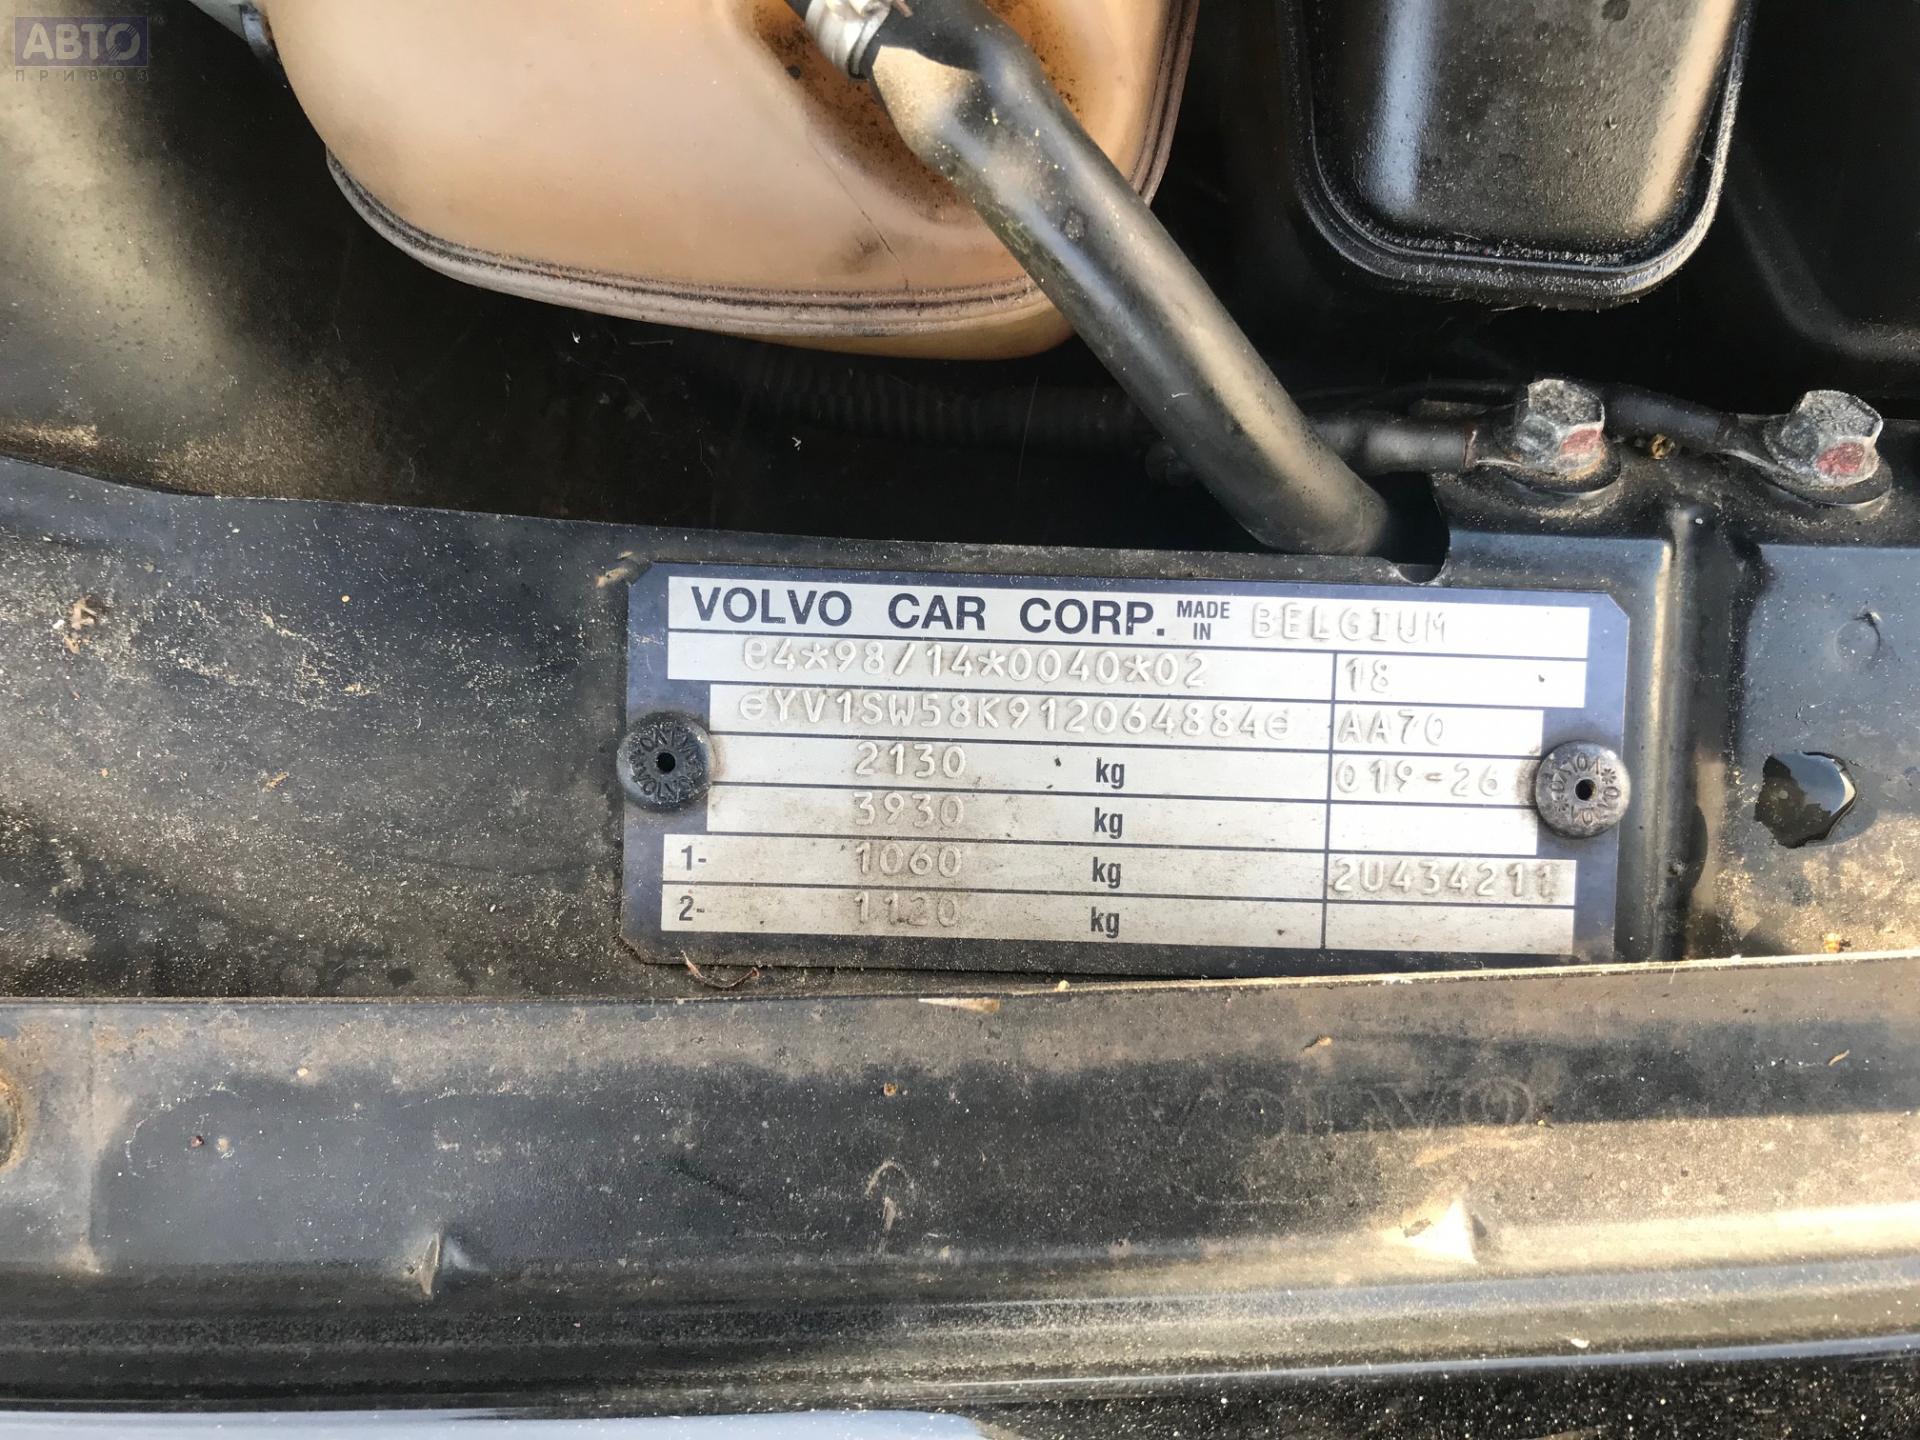 АВТО
ПРИВОЗ
VOLVO CAR CORP. MADE IN BELGIUM
e4*98/14*0040*02 18
YV1SW58K912064884 AA70
2130 kg 019-26
3930 kg
1- 1060 kg 2U434211
2- 1120 kg
VOLVO